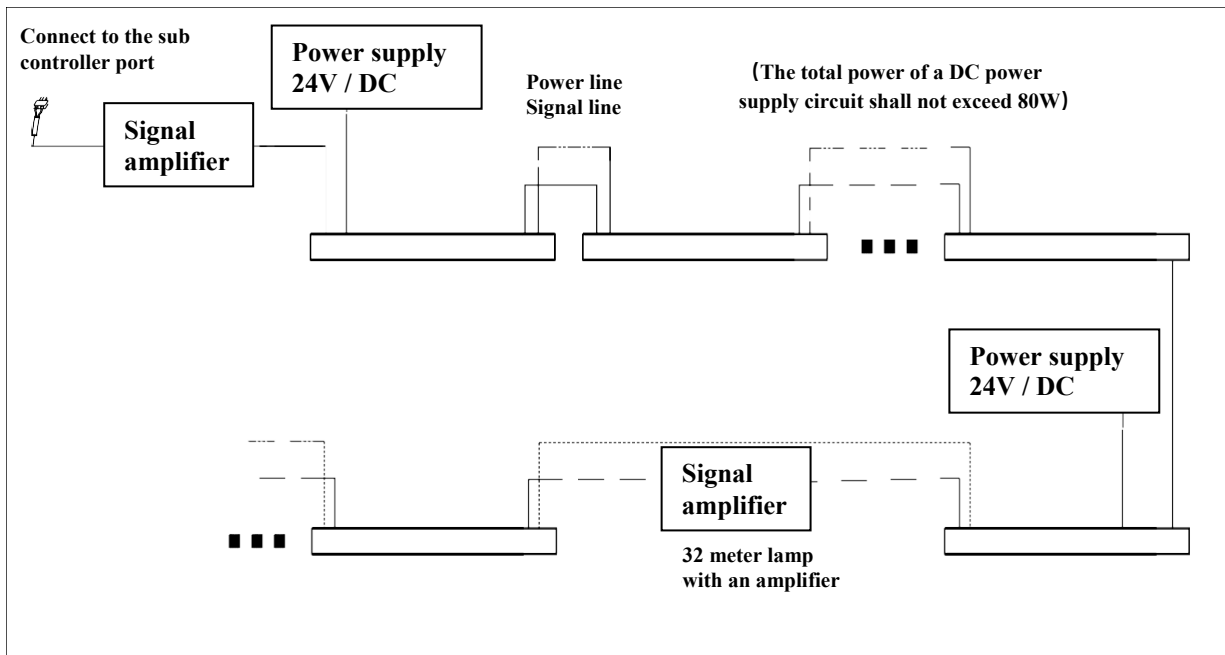 Connect to the sub
controller port
Signal
amplifier
Power supply
24V / DC
Power line
Signal line
(The total power of a DC power
supply circuit shall not exceed 80W)
Power supply
24V / DC
Signal
amplifier
32 meter lamp
with an amplifier